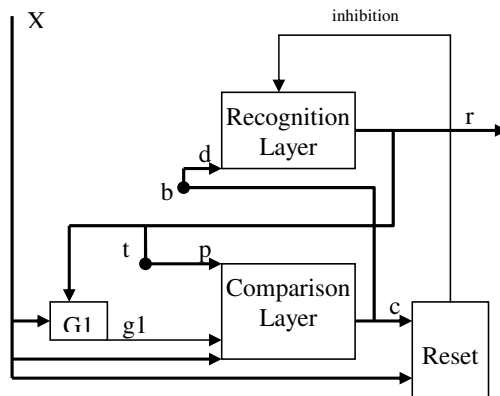 X
inhibition
Recognition
Layer
r
d
b
t
p
Comparison
Layer
c
G1
g1
Reset